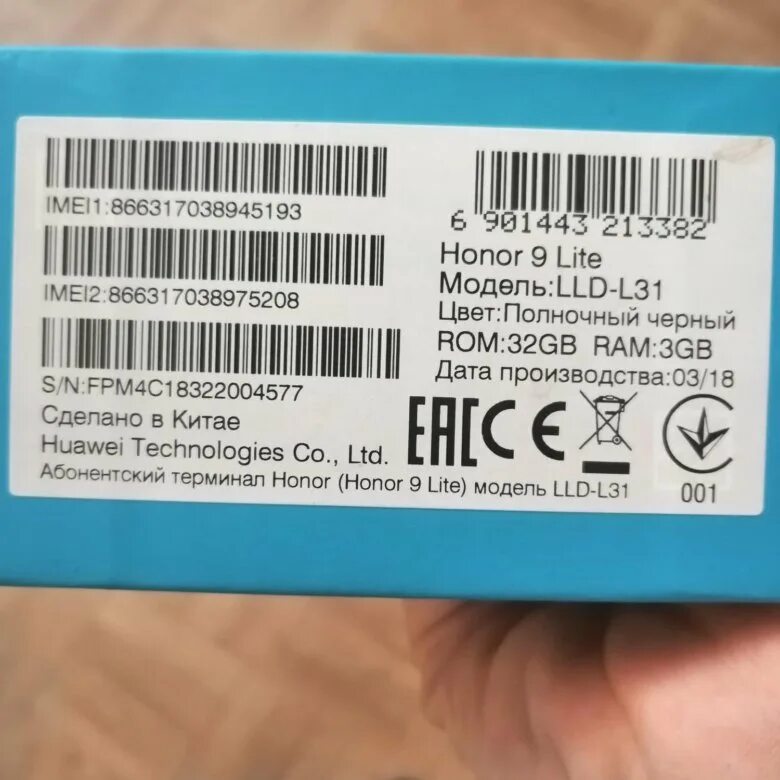 IMEI1:866317038945193
IMEI2:866317038975208
S/N:FPM4C18322004577
Сделано в Китае
Huawei Technologies Co., Ltd.
Абонентский терминал Honor (Honor 9 Lite) модель LLD-L31
6 901443 213382
Honor 9 Lite
Модель:LLD-L31
Цвет:Полночный черный
ROM:32GB RAM:3GB
Дата производства:03/18
EAC CE
001